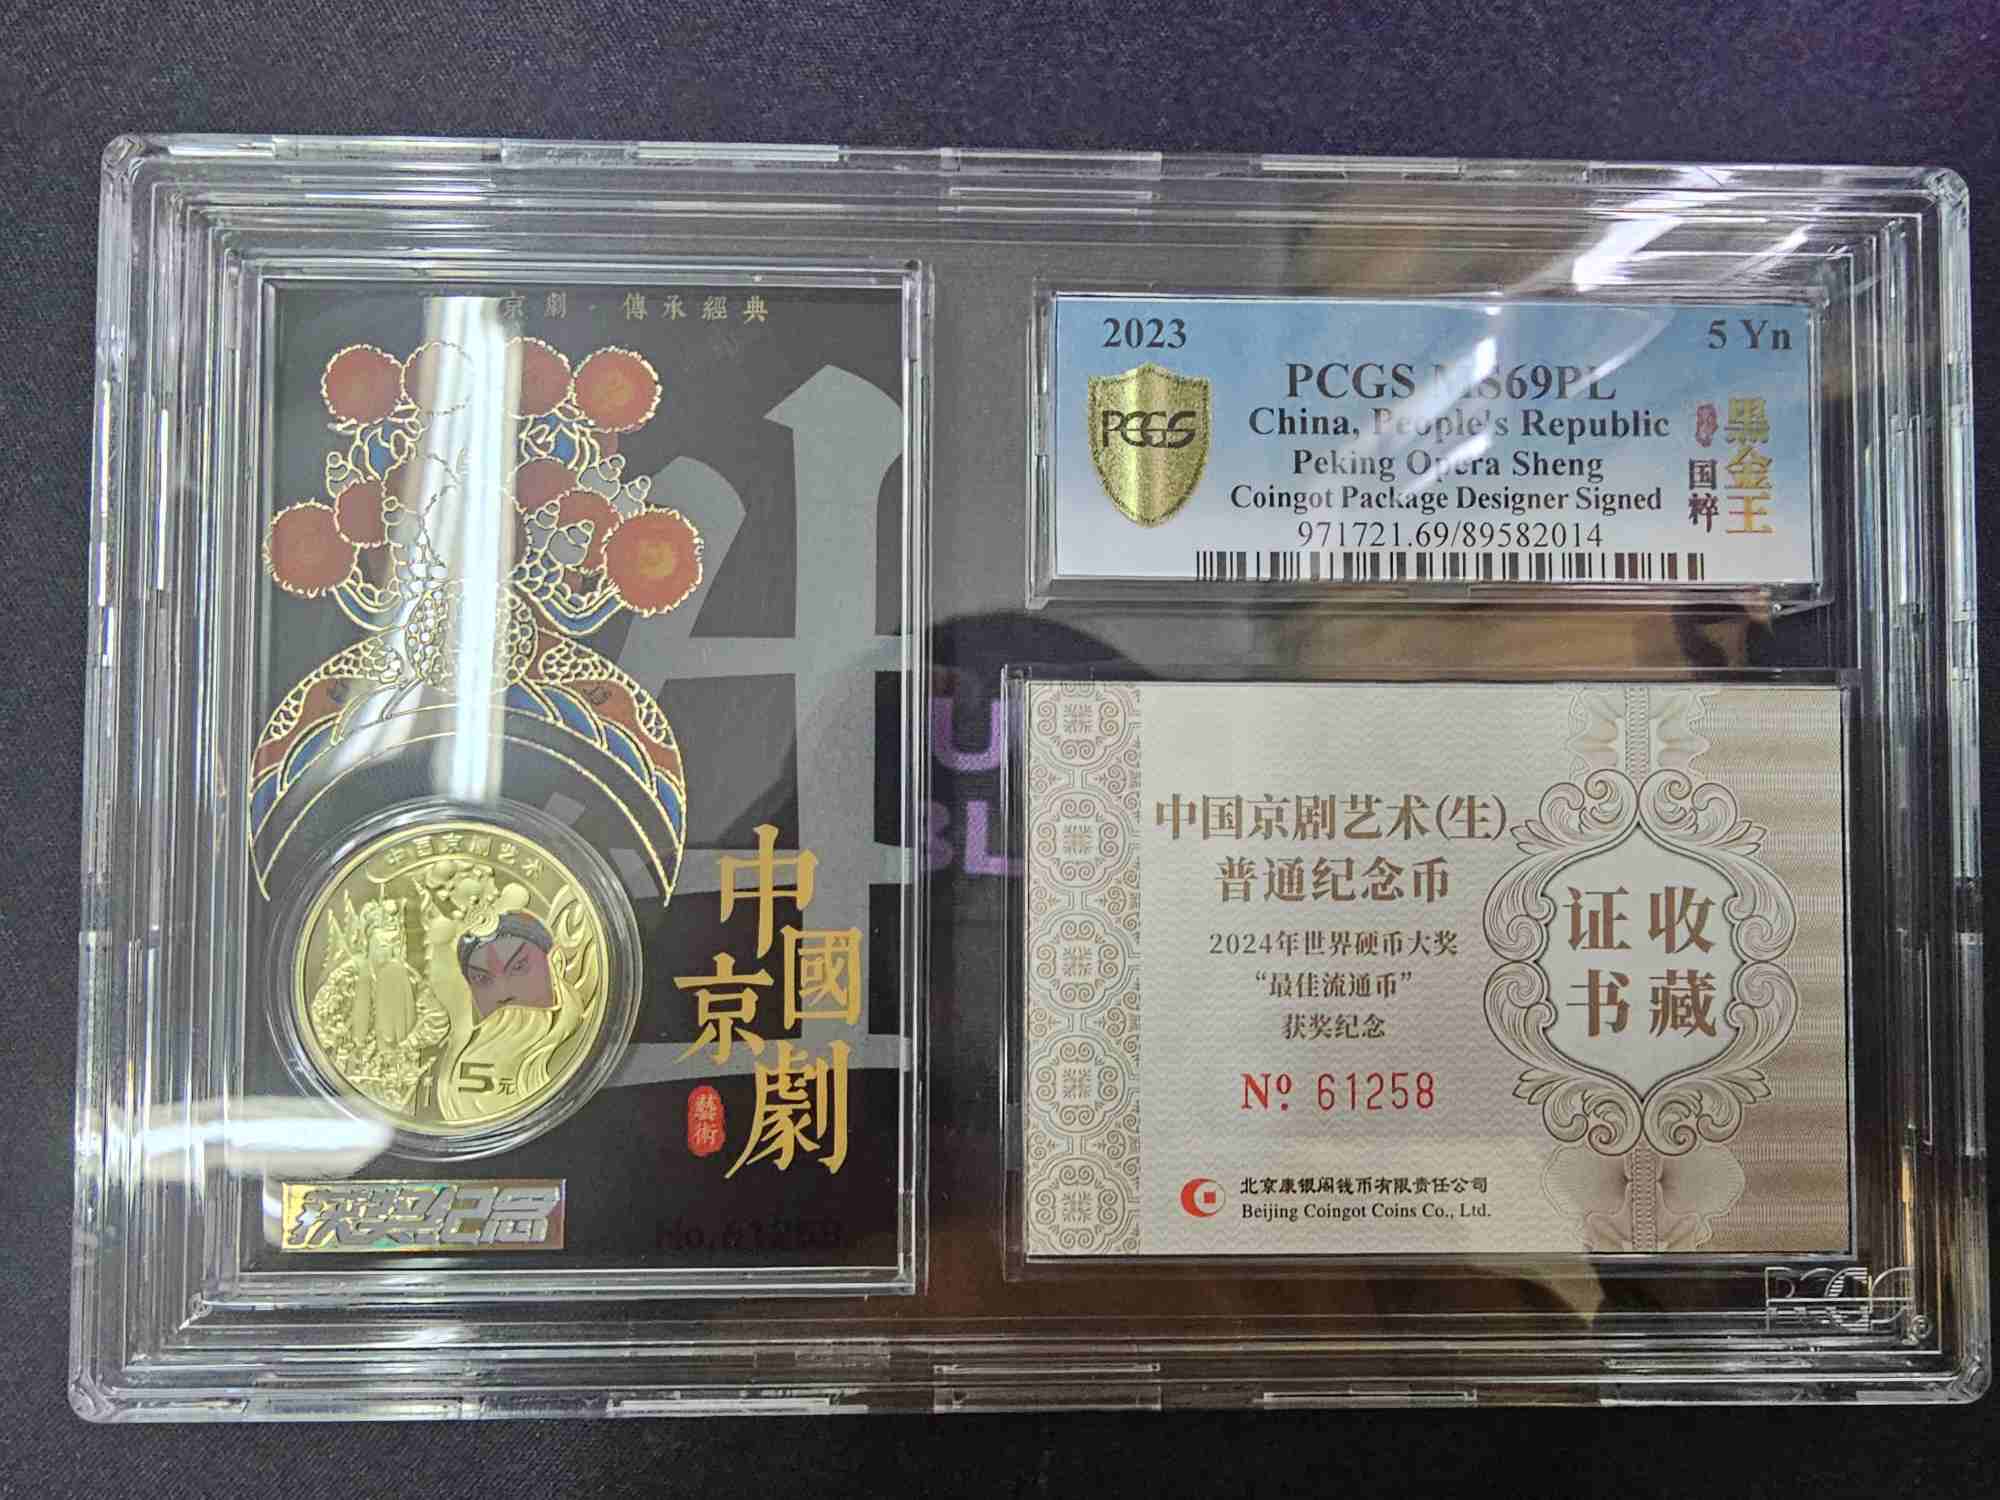 京劇·傳承經典
生
中国京剧艺术
5元
中國
京劇
藝術
获奖纪念
No.61258
2023
5 Yn
PCGS MS69PL
China, People's Republic
Peking Opera Sheng
Coingot Package Designer Signed
971721.69/89582014
PCGS
国粹
黑金王
中国京剧艺术(生)
普通纪念币
2024年世界硬币大奖
“最佳流通币”
获奖纪念
Nº 61258
收藏
证书
北京康银阁钱币有限责任公司
Beijing Coingot Coins Co., Ltd.
PCGS®